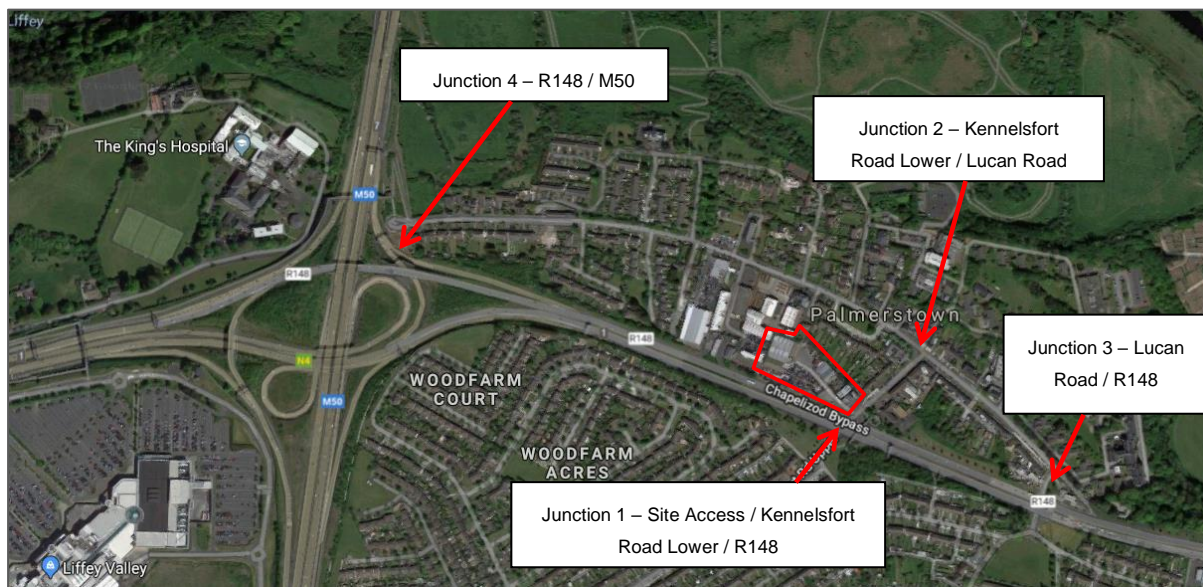 Liffey
Junction 4 – R148 / M50
Junction 2 – Kennelsfort
Road Lower / Lucan Road
The King's Hospital
M50
R148
Palmerstown
Junction 3 – Lucan
Road / R148
R148
N4
M50
WOODFARM
COURT
Chapelizod Bypass
WOODFARM
ACRES
R148
Junction 1 – Site Access / Kennelsfort
Road Lower / R148
Liffey Valley